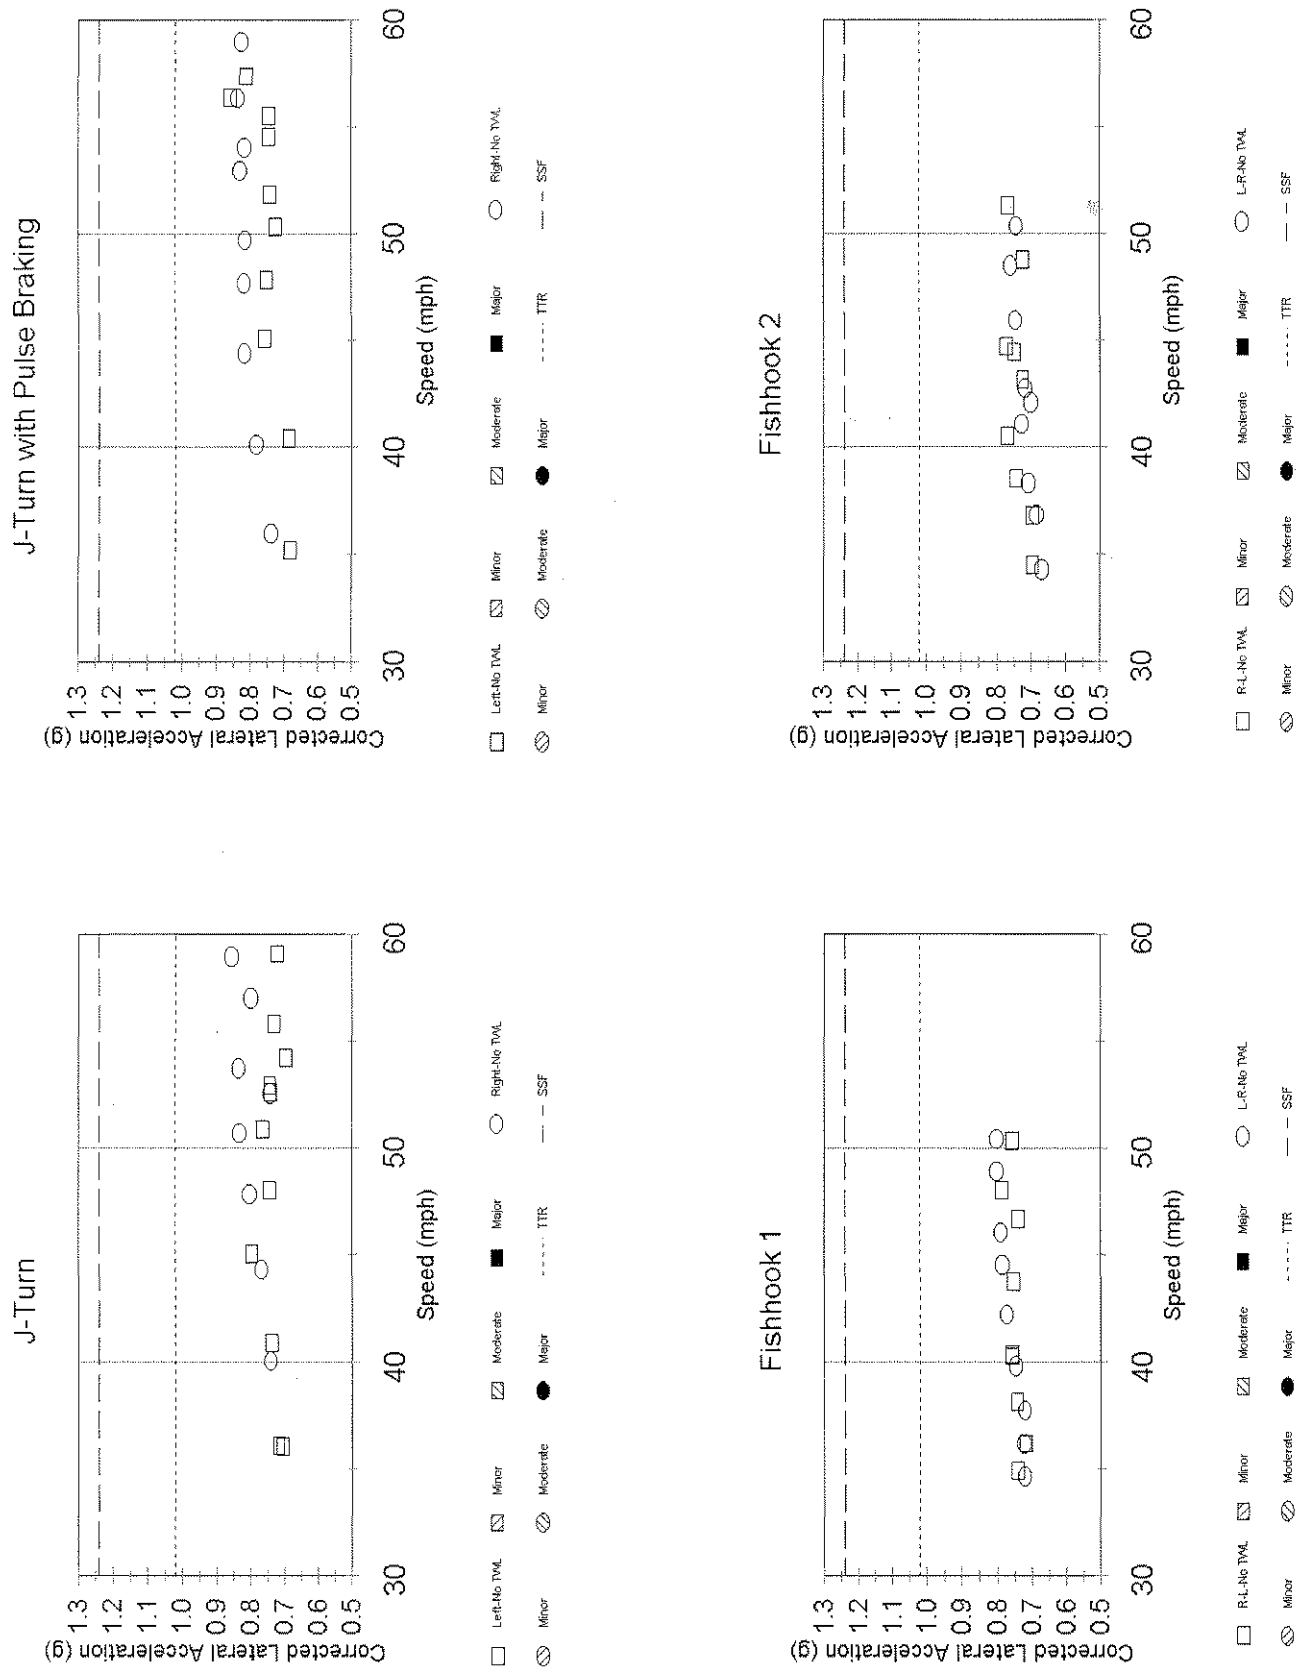 J-Turn
Corrected Lateral Acceleration (g)
1.3
1.2
1.1
1.0
0.9
0.8
0.7
0.6
0.5
30 40 50 60
Speed (mph)
Left-No TWL Minor Moderate Major Right-No TWL
Minor Moderate Major TTR SSF
J-Turn with Pulse Braking
Corrected Lateral Acceleration (g)
1.3
1.2
1.1
1.0
0.9
0.8
0.7
0.6
0.5
30 40 50 60
Speed (mph)
Left-No TWL Minor Moderate Major Right-No TWL
Minor Moderate Major TTR SSF
Fishhook 1
Corrected Lateral Acceleration (g)
1.3
1.2
1.1
1.0
0.9
0.8
0.7
0.6
0.5
30 40 50 60
Speed (mph)
R-L-No TWL Minor Moderate Major L-R-No TWL
Minor Moderate Major TTR SSF
Fishhook 2
Corrected Lateral Acceleration (g)
1.3
1.2
1.1
1.0
0.9
0.8
0.7
0.6
0.5
30 40 50 60
Speed (mph)
R-L-No TWL Minor Moderate Major L-R-No TWL
Minor Moderate Major TTR SSF